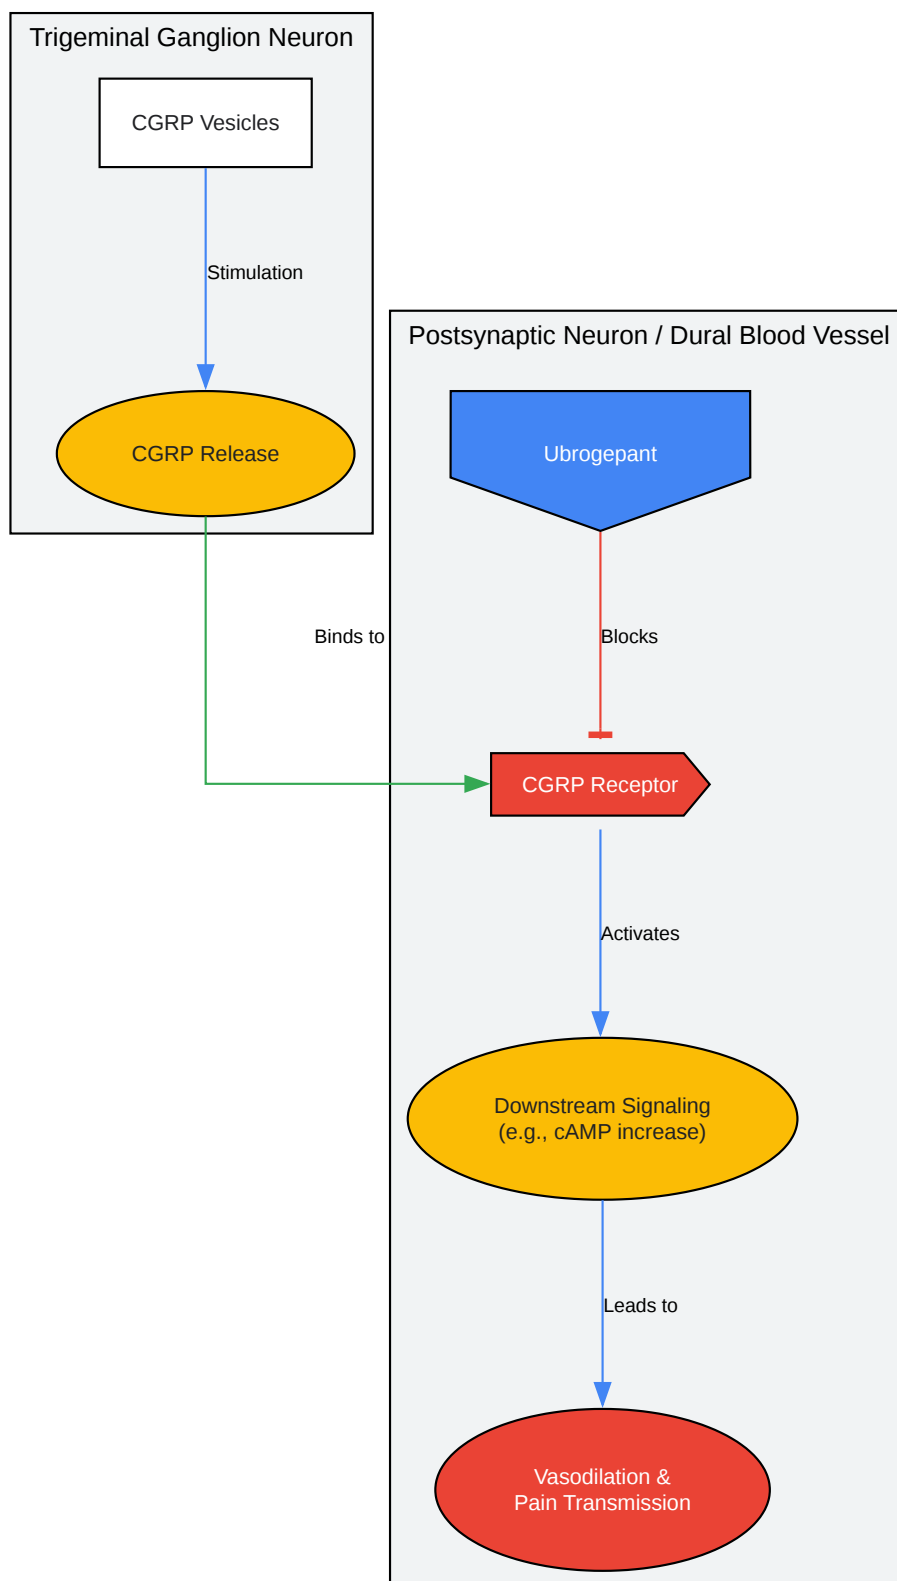 Trigeminal Ganglion Neuron
CGRP Vesicles
Stimulation
CGRP Release
Binds to
Postsynaptic Neuron / Dural Blood Vessel
Ubrogepant
Blocks
CGRP Receptor
Activates
Downstream Signaling
(e.g., cAMP increase)
Leads to
Vasodilation &
Pain Transmission